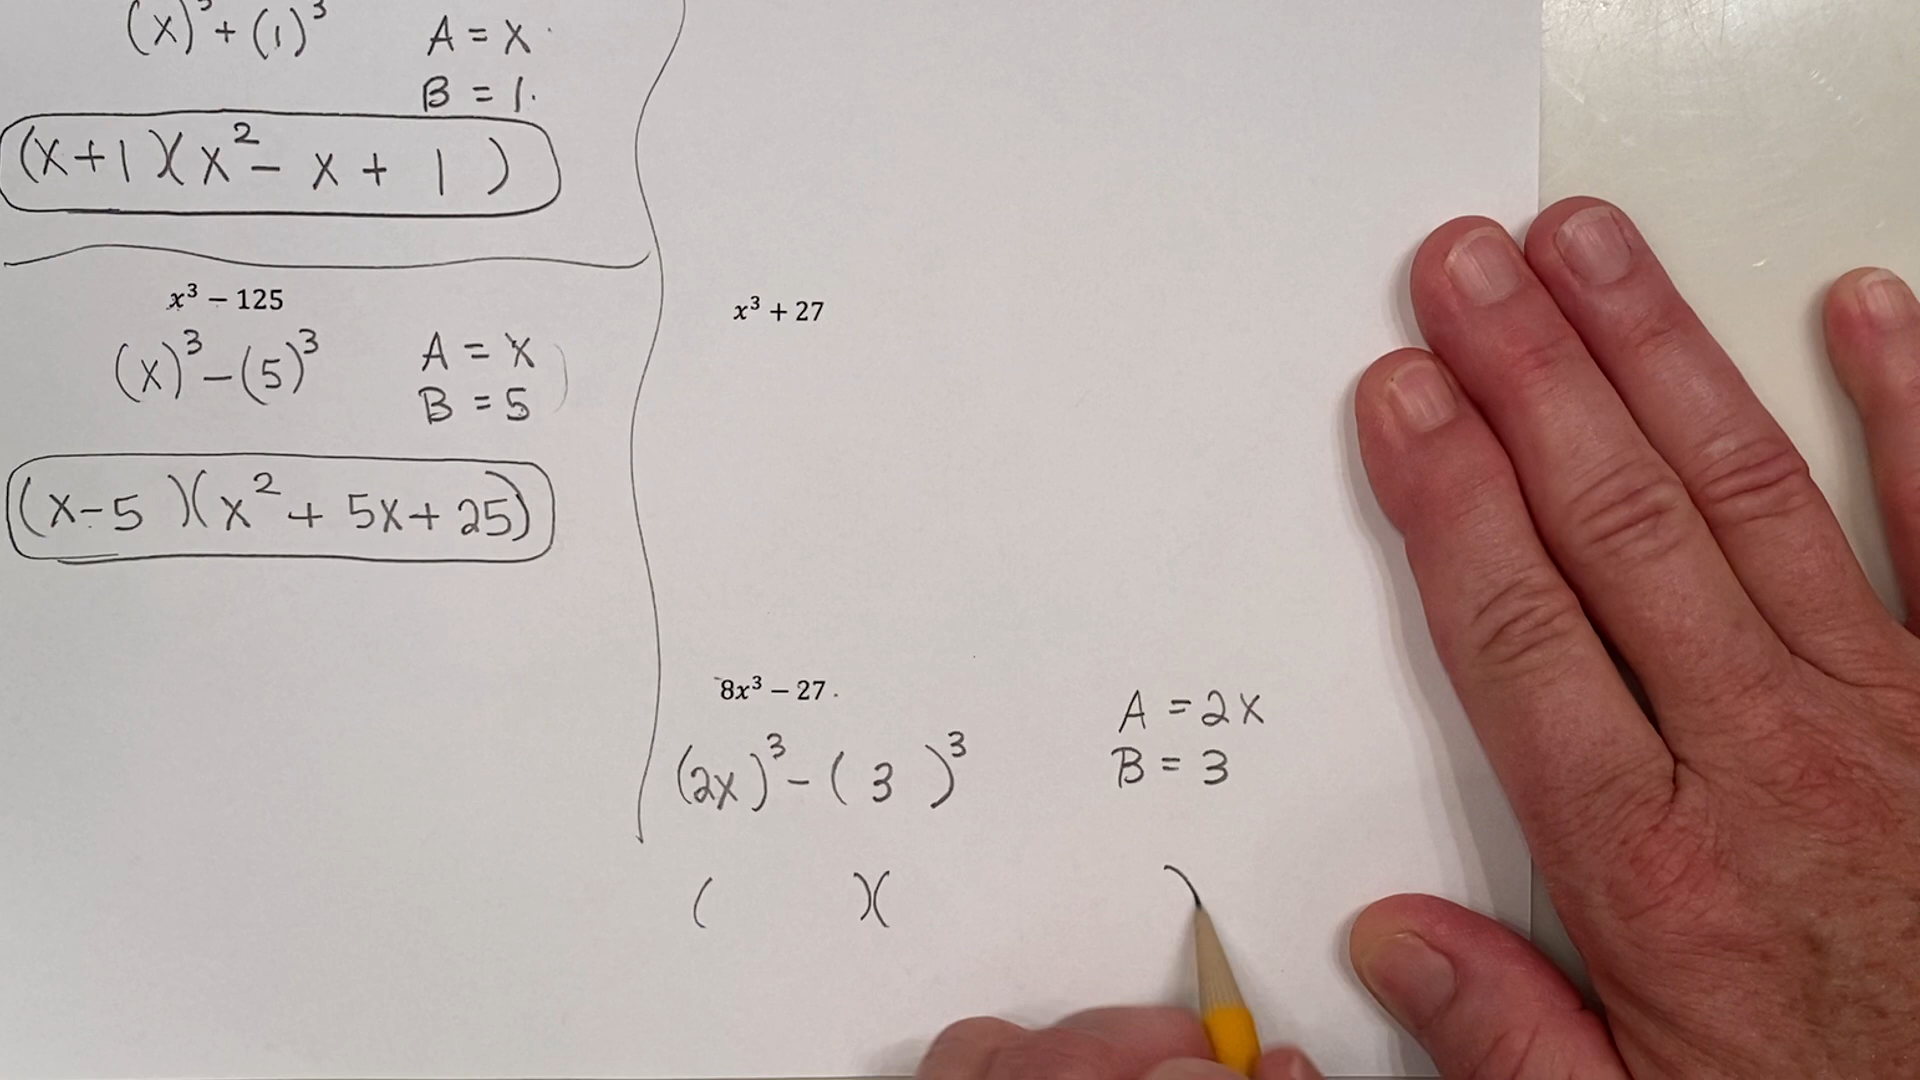 (x)³ + (1)³
A = x
B = 1
(x+1)(x² - x + 1)
x³ − 125
(x)³ - (5)³
A = x
B = 5
(x-5)(x² + 5x + 25)
x³ + 27
8x³ − 27
(2x)³ - (3)³
A = 2x
B = 3
( )( )